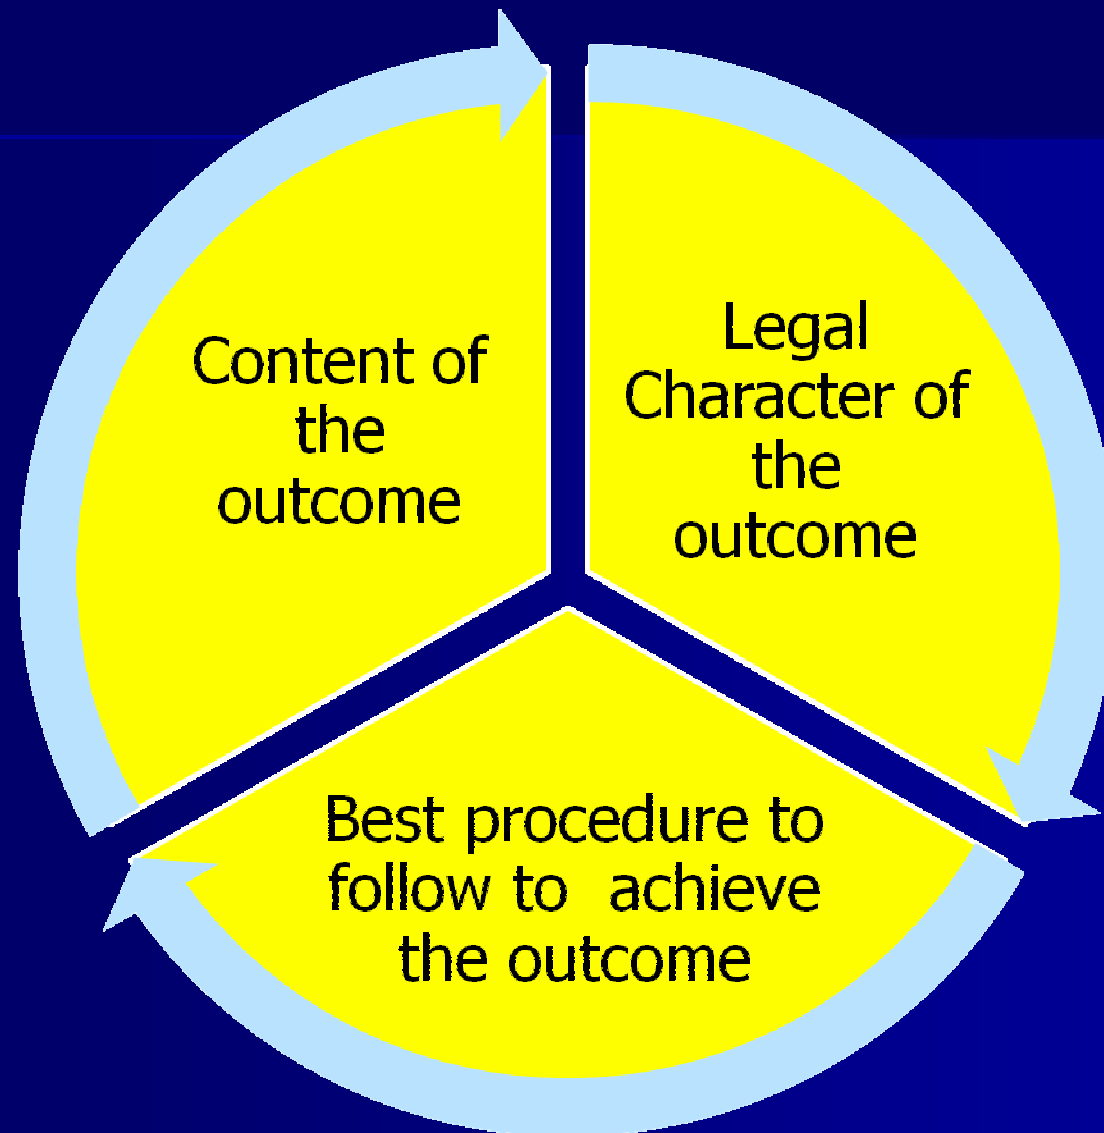 Content of
the
outcome
Legal
Character of
the
outcome
Best procedure to
follow to  achieve
the outcome